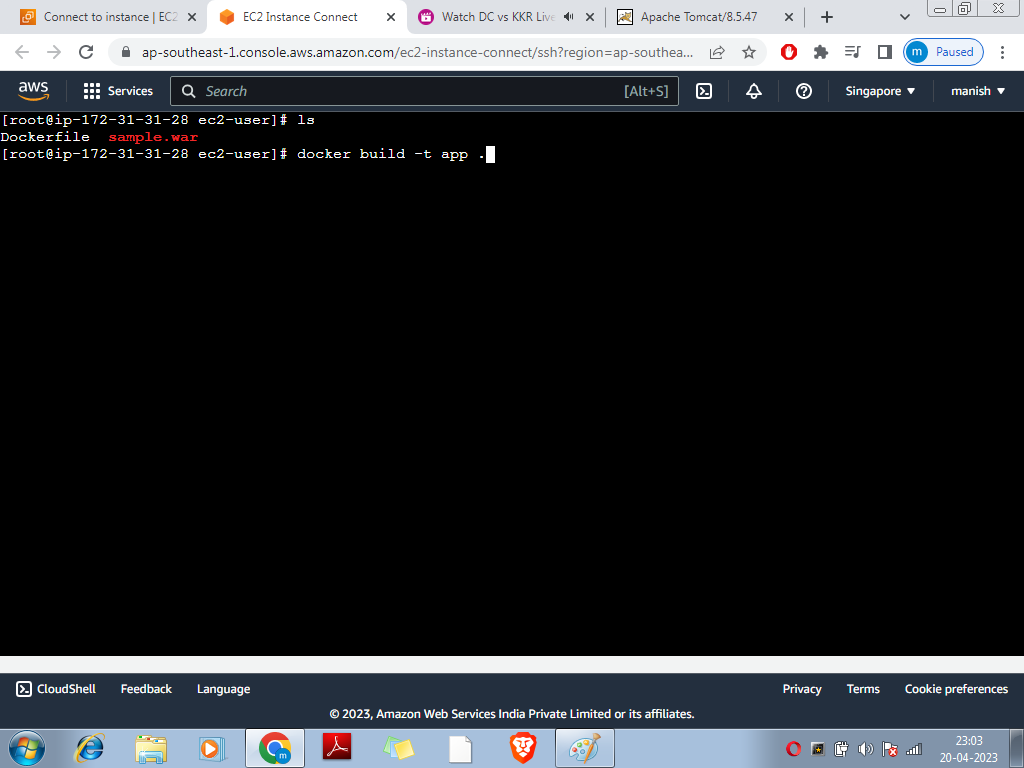 Connect to instance | EC2
EC2 Instance Connect
Watch DC vs KKR Live
Apache Tomcat/8.5.47
ap-southeast-1.console.aws.amazon.com/ec2-instance-connect/ssh?region=ap-southea...
m Paused
aws
Services
Search
[Alt+S]
Singapore
manish
[root@ip-172-31-31-28 ec2-user]# ls
Dockerfile  sample.war
[root@ip-172-31-31-28 ec2-user]# docker build -t app .
CloudShell
Feedback
Language
Privacy
Terms
Cookie preferences
© 2023, Amazon Web Services India Private Limited or its affiliates.
m
23:03
20-04-2023